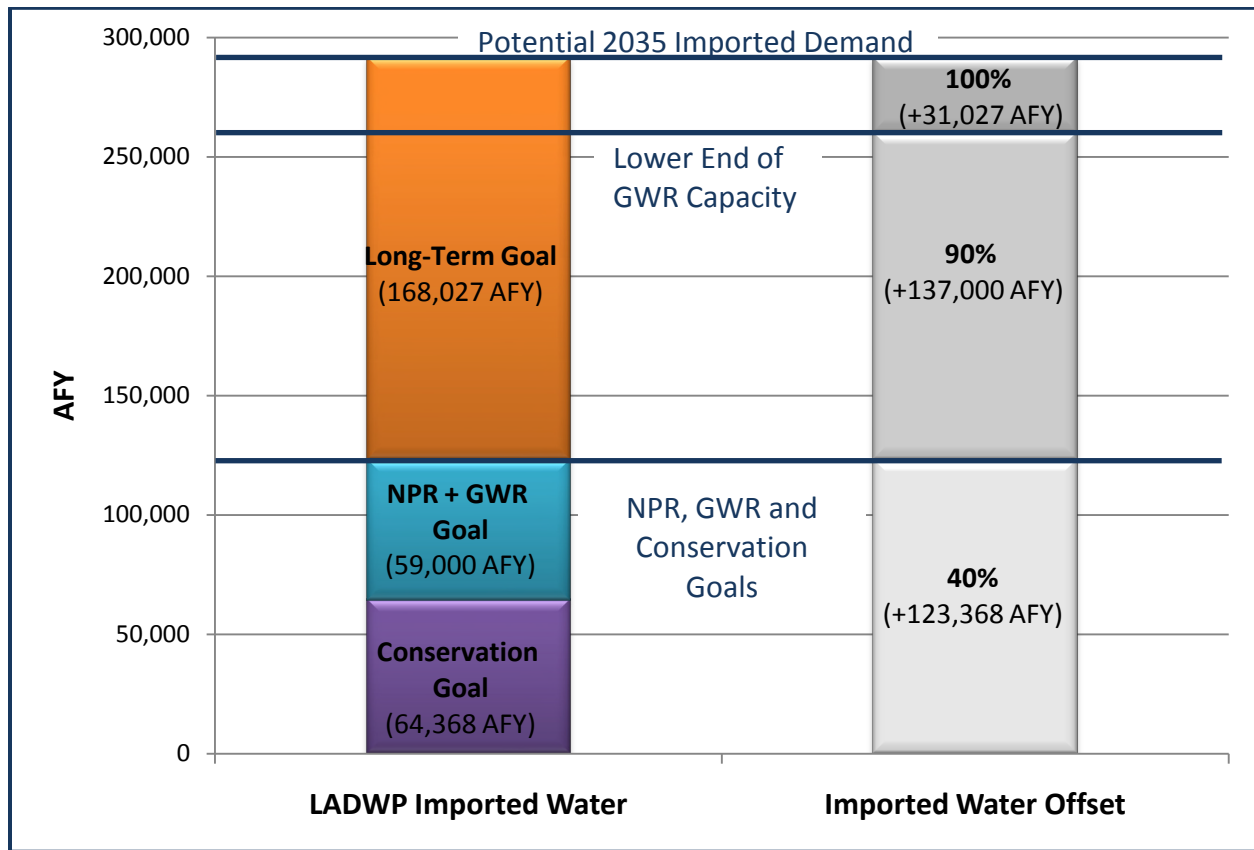 300,000
250,000
200,000
150,000
100,000
50,000
0
AFY
Potential 2035 Imported Demand
Lower End of
GWR Capacity
NPR, GWR and
Conservation
Goals
Long-Term Goal
(168,027 AFY)
NPR + GWR
Goal
(59,000 AFY)
Conservation
Goal
(64,368 AFY)
100%
(+31,027 AFY)
90%
(+137,000 AFY)
40%
(+123,368 AFY)
LADWP Imported Water
Imported Water Offset